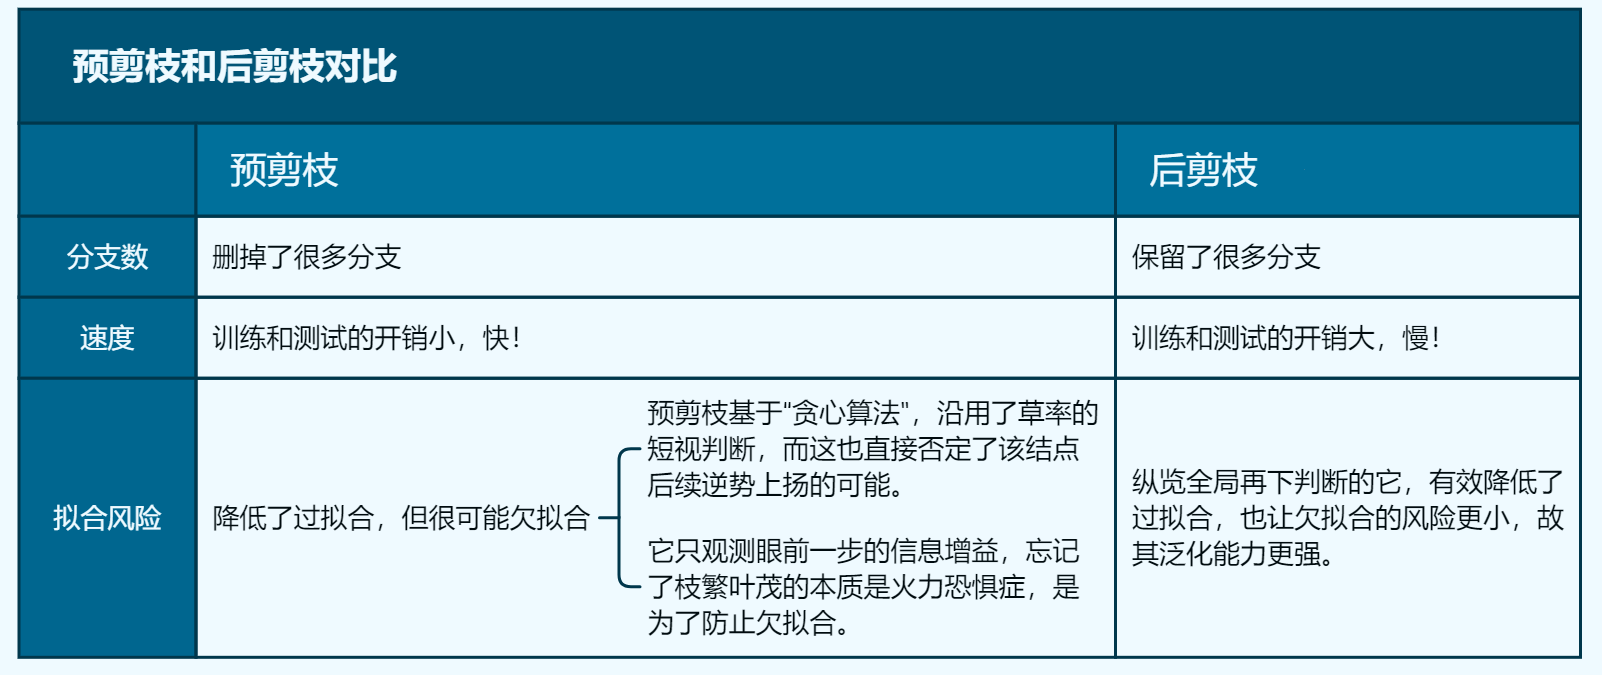 预剪枝和后剪枝对比
预剪枝
后剪枝
分支数
删掉了很多分支
保留了很多分支
速度
训练和测试的开销小，快！
训练和测试的开销大，慢！
拟合风险
降低了过拟合，但很可能欠拟合
预剪枝基于"贪心算法"，沿用了草率的
短视判断，而这也直接否定了该结点
后续逆势上扬的可能。
它只观测眼前一步的信息增益，忘记
了枝繁叶茂的本质是火力恐惧症，是
为了防止欠拟合。
纵览全局再下判断的它，有效降低了
过拟合，也让欠拟合的风险更小，故
其泛化能力更强。